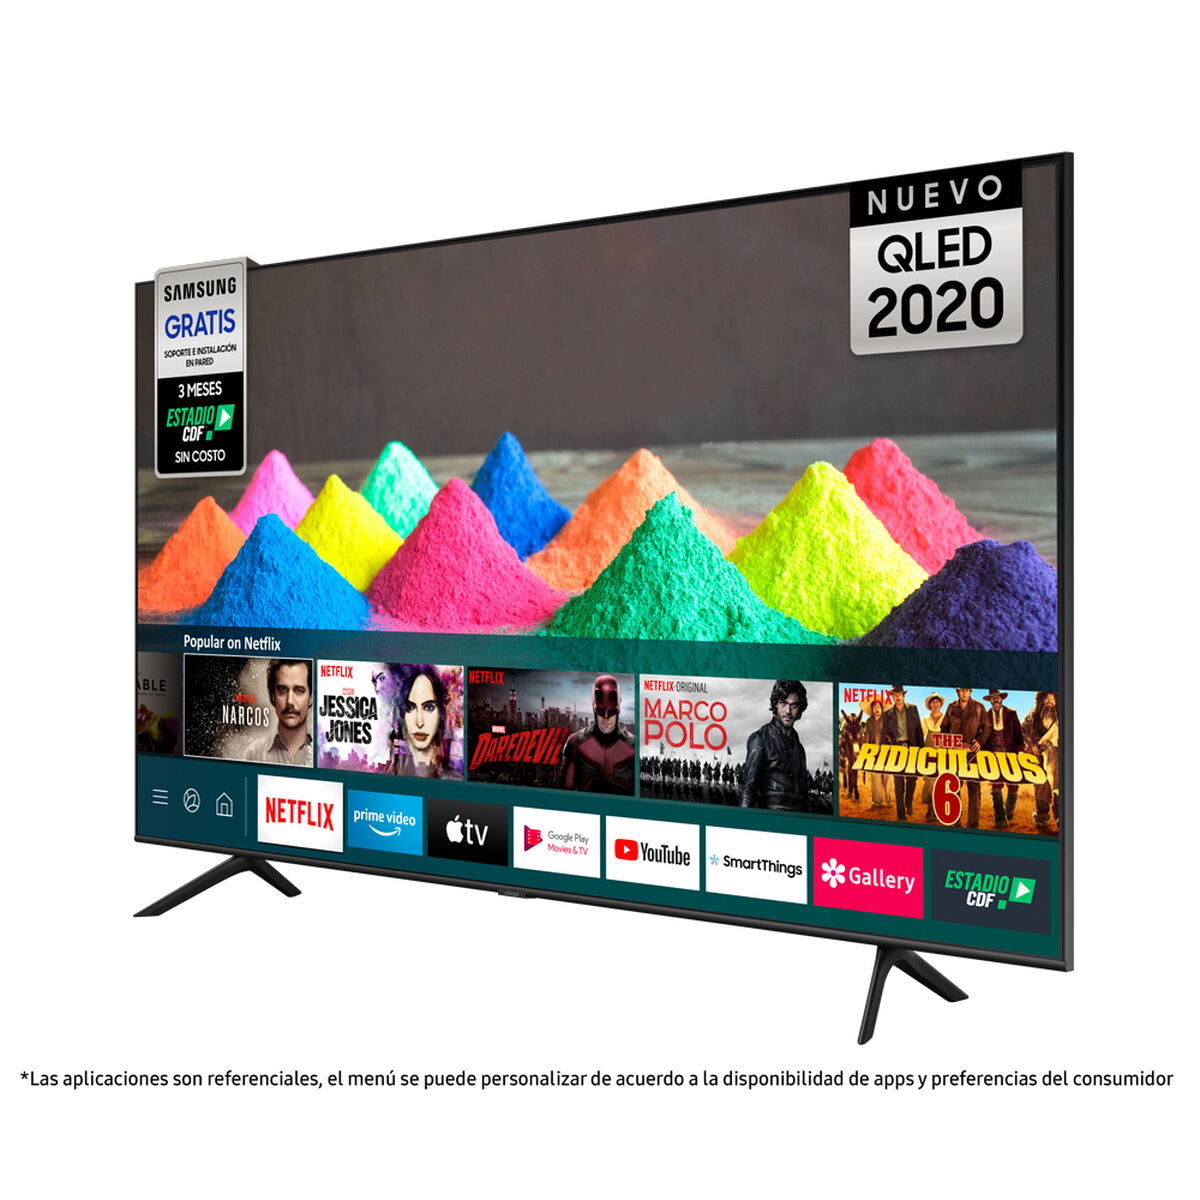 NUEVO
QLED
2020
SAMSUNG
GRATIS
SOPORTE E INSTALACIÓN
EN PARED
3 MESES
ESTADIO
CDF
SIN COSTO
Popular on Netflix
ABLE
NARCOS
NETFLIX
MARVEL
JESSICA
JONES
NETFLIX
MARVEL
DAREDEVIL
NETFLIX-ORIGINAL
MARCO
POLO
NETFLIX
THE
RIDICULOUS
6
NETFLIX
prime video
tv
Google Play
Movies & TV
YouTube
SmartThings
Gallery
ESTADIO
CDF
*Las aplicaciones son referenciales, el menú se puede personalizar de acuerdo a la disponibilidad de apps y preferencias del consumidor